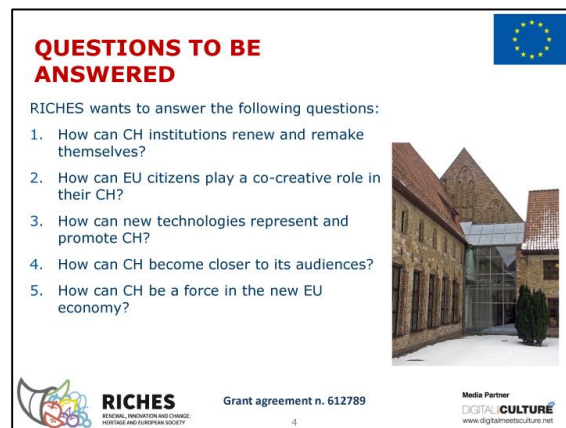 QUESTIONS TO BE
ANSWERED
RICHES wants to answer the following questions:
1. How can CH institutions renew and remake
themselves?
2. How can EU citizens play a co-creative role in
their CH?
3. How can new technologies represent and
promote CH?
4. How can CH become closer to its audiences?
5. How can CH be a force in the new EU
economy?
RICHES
RENEWAL, INNOVATION AND CHANGE:
HERITAGE AND EUROPEAN SOCIETY
Grant agreement n. 612789
4
Media Partner
DIGITALCULTURE
www.digitalmeetsculture.net